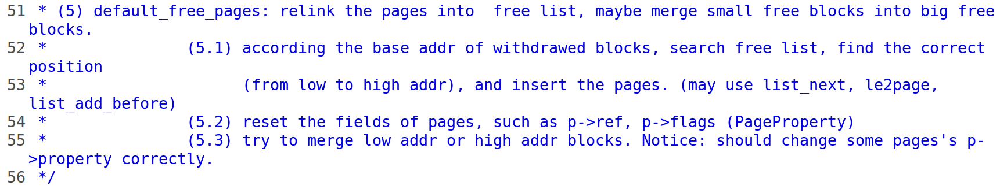 51 * (5) default_free_pages: relink the pages into  free list, maybe merge small free blocks into big free
blocks.
52 *               (5.1) according the base addr of withdrawed blocks, search free list, find the correct
position
53 *                     (from low to high addr), and insert the pages. (may use list_next, le2page,
list_add_before)
54 *               (5.2) reset the fields of pages, such as p->ref, p->flags (PageProperty)
55 *               (5.3) try to merge low addr or high addr blocks. Notice: should change some pages's p-
>property correctly.
56 */